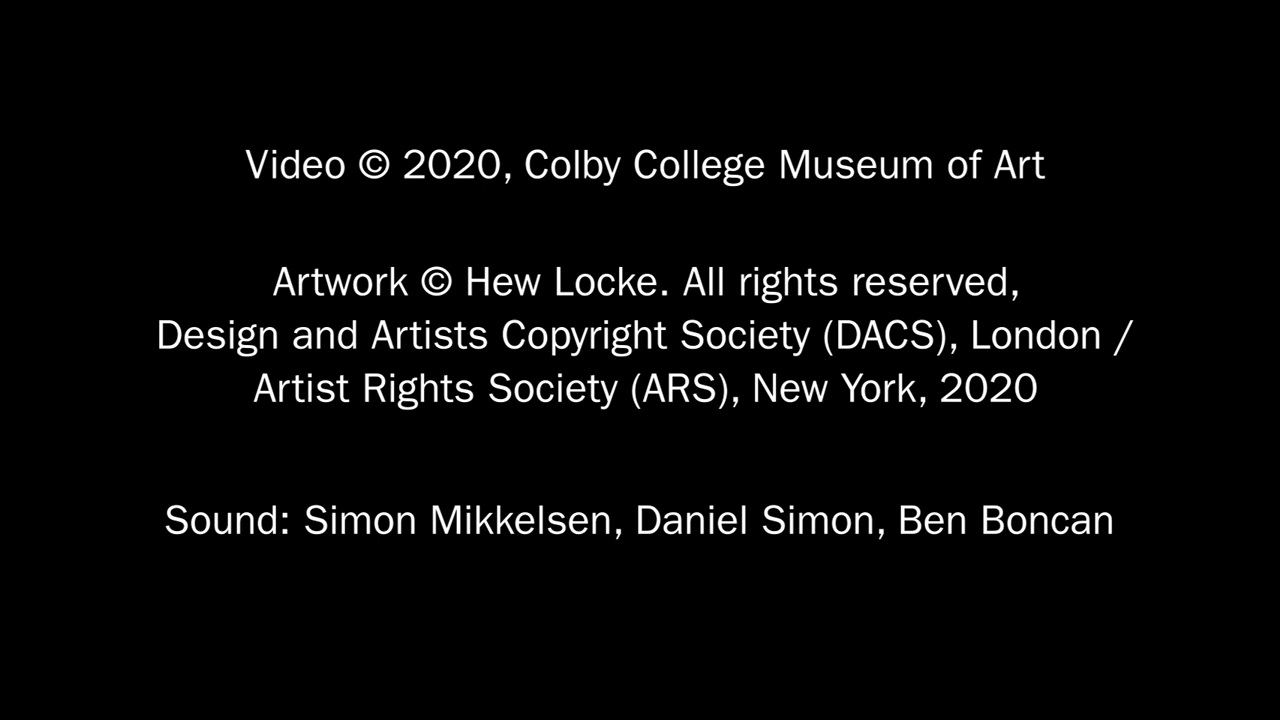 Video © 2020, Colby College Museum of Art
Artwork © Hew Locke. All rights reserved,
Design and Artists Copyright Society (DACS), London /
Artist Rights Society (ARS), New York, 2020
Sound: Simon Mikkelsen, Daniel Simon, Ben Boncan